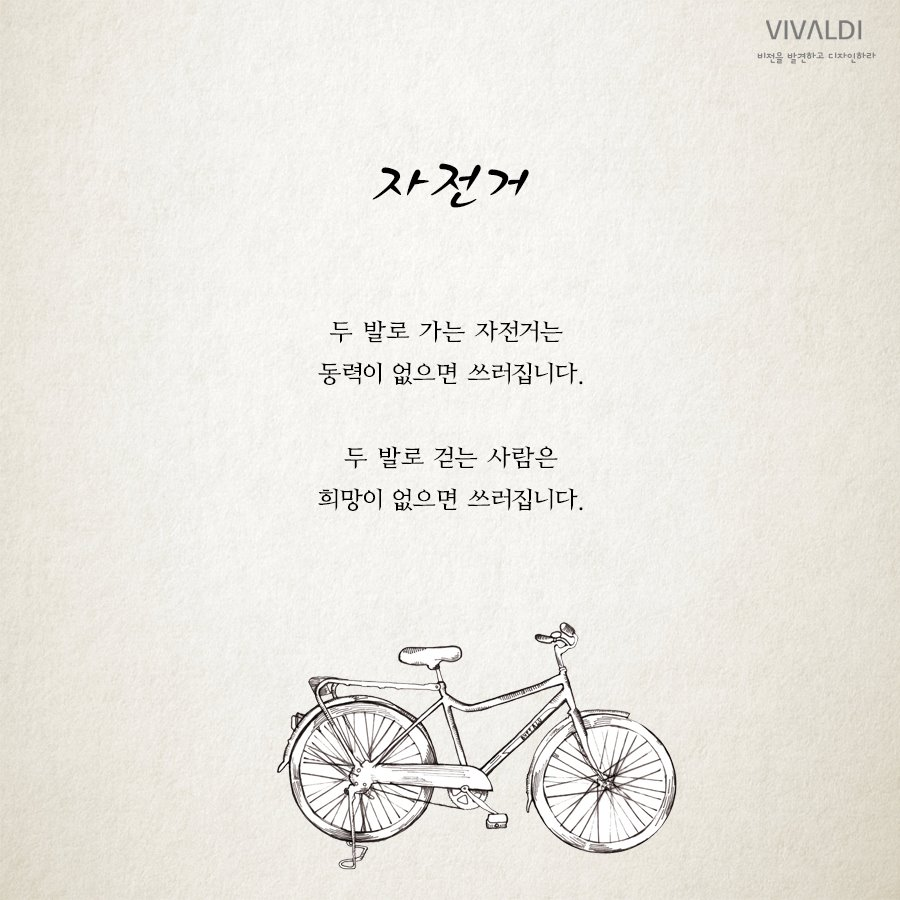 VIVALDI
비전을 발견하고 디자인하라
자전거
두 발로 가는 자전거는
동력이 없으면 쓰러집니다.
두 발로 걷는 사람은
희망이 없으면 쓰러집니다.